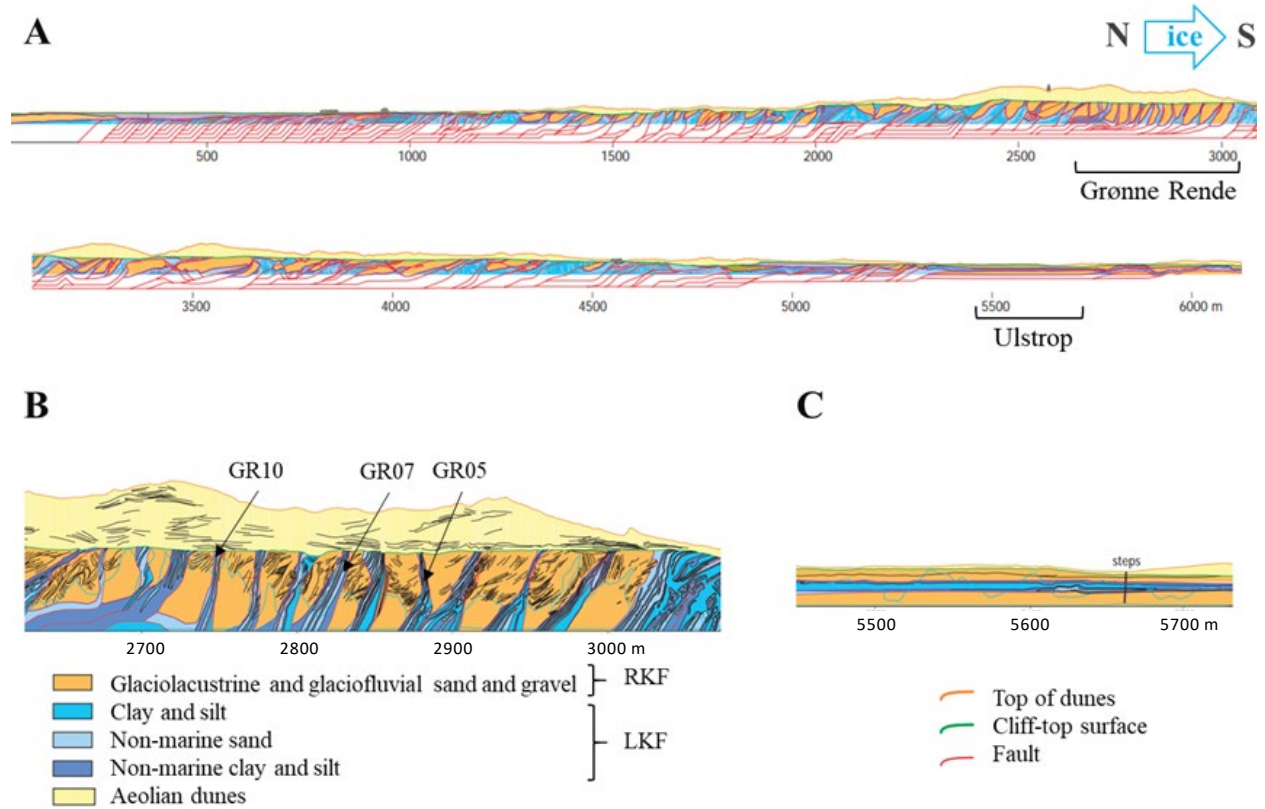 A
N ice S
500 1000 1500 2000 2500 3000
Grønne Rende
3500 4000 4500 5000 5500 6000 m
Ulstrop
B
C
GR10 GR07 GR05
steps
2700 2800 2900 3000 m
5500 5600 5700 m
Glaciolacustrine and glaciofluvial sand and gravel
RKF
Clay and silt
Non-marine sand
LKF
Non-marine clay and silt
Aeolian dunes
Top of dunes
Cliff-top surface
Fault